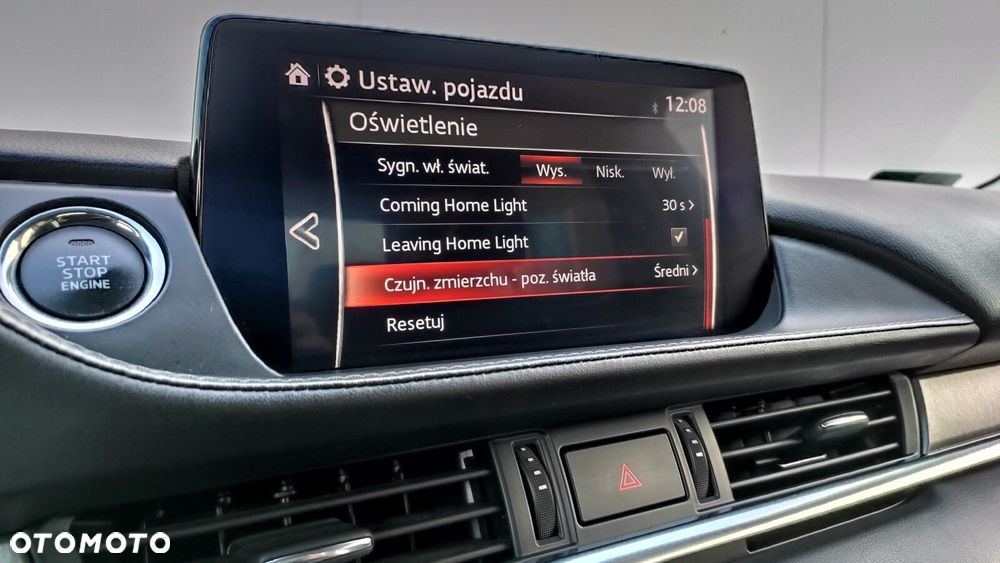 Ustaw. pojazdu
12:08
Oświetlenie
Sygn. wł. świat. Wys. Nisk. Wył.
Coming Home Light 30 s
Leaving Home Light
Czujn. zmierzchu - poz. światła Średni
Resetuj
START
STOP
ENGINE
OTOMOTO